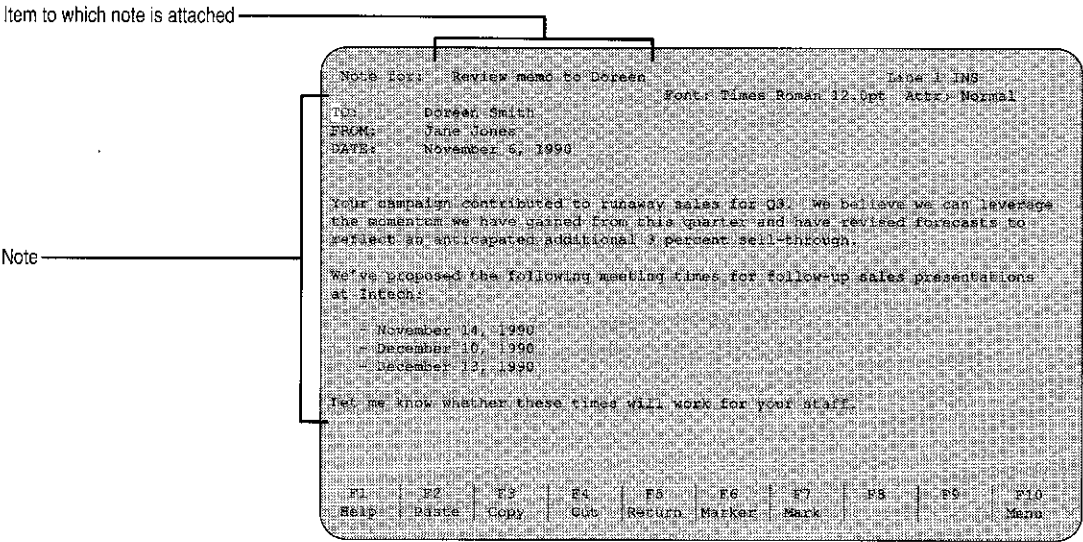 Item to which note is attached
Note for: Review memo to Doreen Line 1 INS
Font: Times Roman 12.0pt Attr: Normal
TO: Doreen Smith
FROM: Jane Jones
DATE: November 6, 1990
Your campaign contributed to runaway sales for Q3. We believe we can leverage
the momentum we have gained from this quarter and have revised forecasts to
reflect an anticapated additional 3 percent sell-through.
Note
We've proposed the following meeting times for follow-up sales presentations
at Intech:
- November 14, 1990
- December 10, 1990
- December 13, 1990
Let me know whether these times will work for your staff.
F1 F2 F3 F4 F5 F6 F7 F8 F9 F10
Help Paste Copy Cut Return Marker Mark Menu